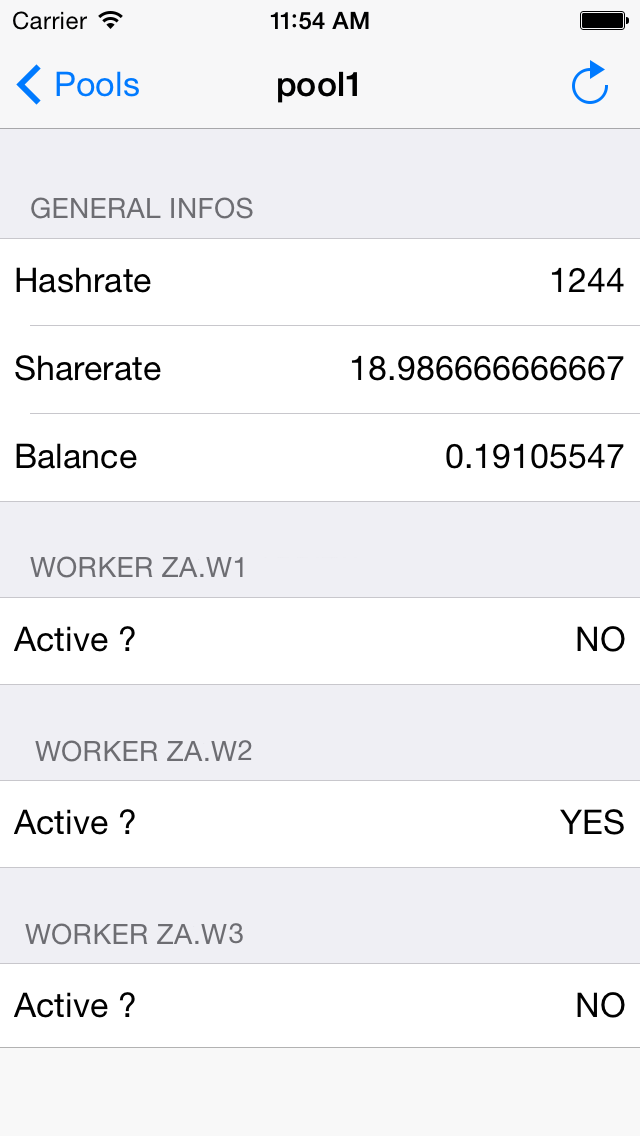 Carrier 11:54 AM
Pools pool1
GENERAL INFOS
Hashrate 1244
Sharerate 18.986666666667
Balance 0.19105547
WORKER ZA.W1
Active ? NO
WORKER ZA.W2
Active ? YES
WORKER ZA.W3
Active ? NO